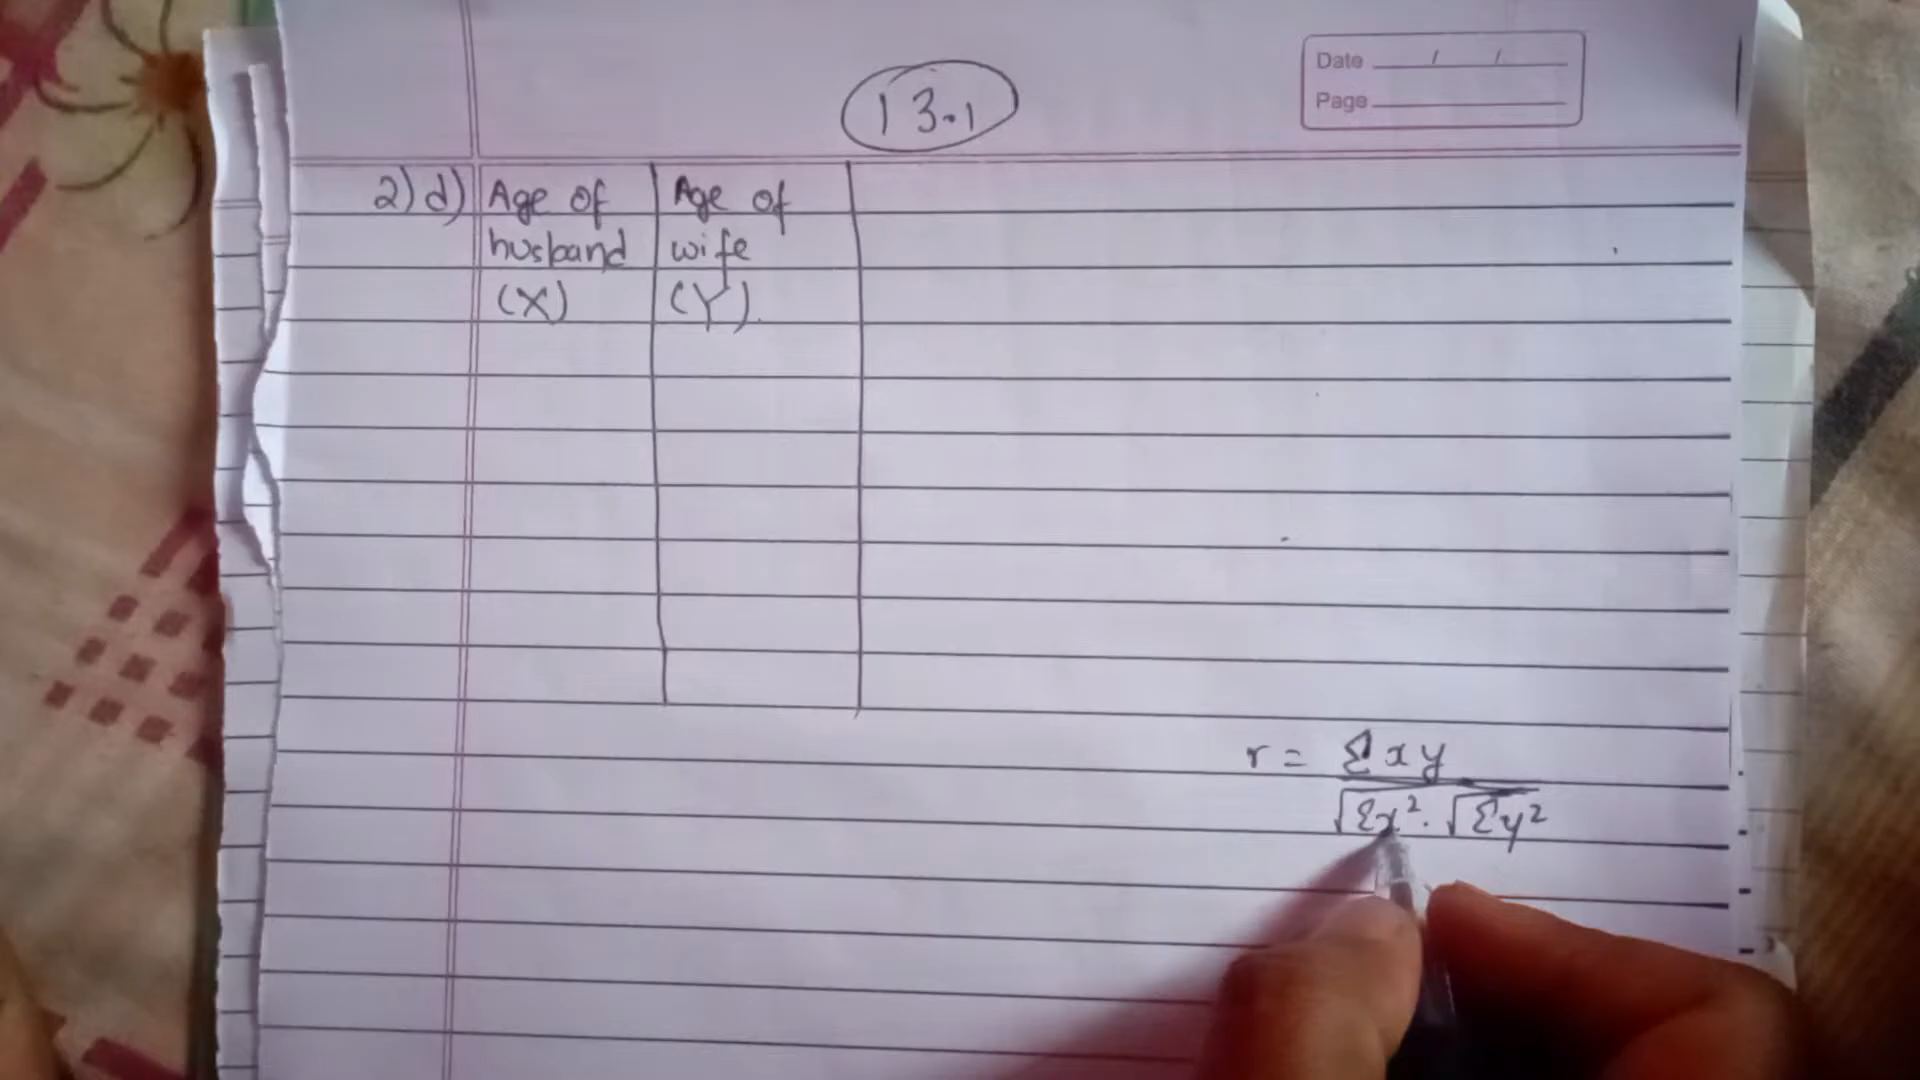 13.1
Date / /
Page
2) d) Age of Age of
husband wife
(X) (Y).
r = Σxy
√Σx² . √Σy²